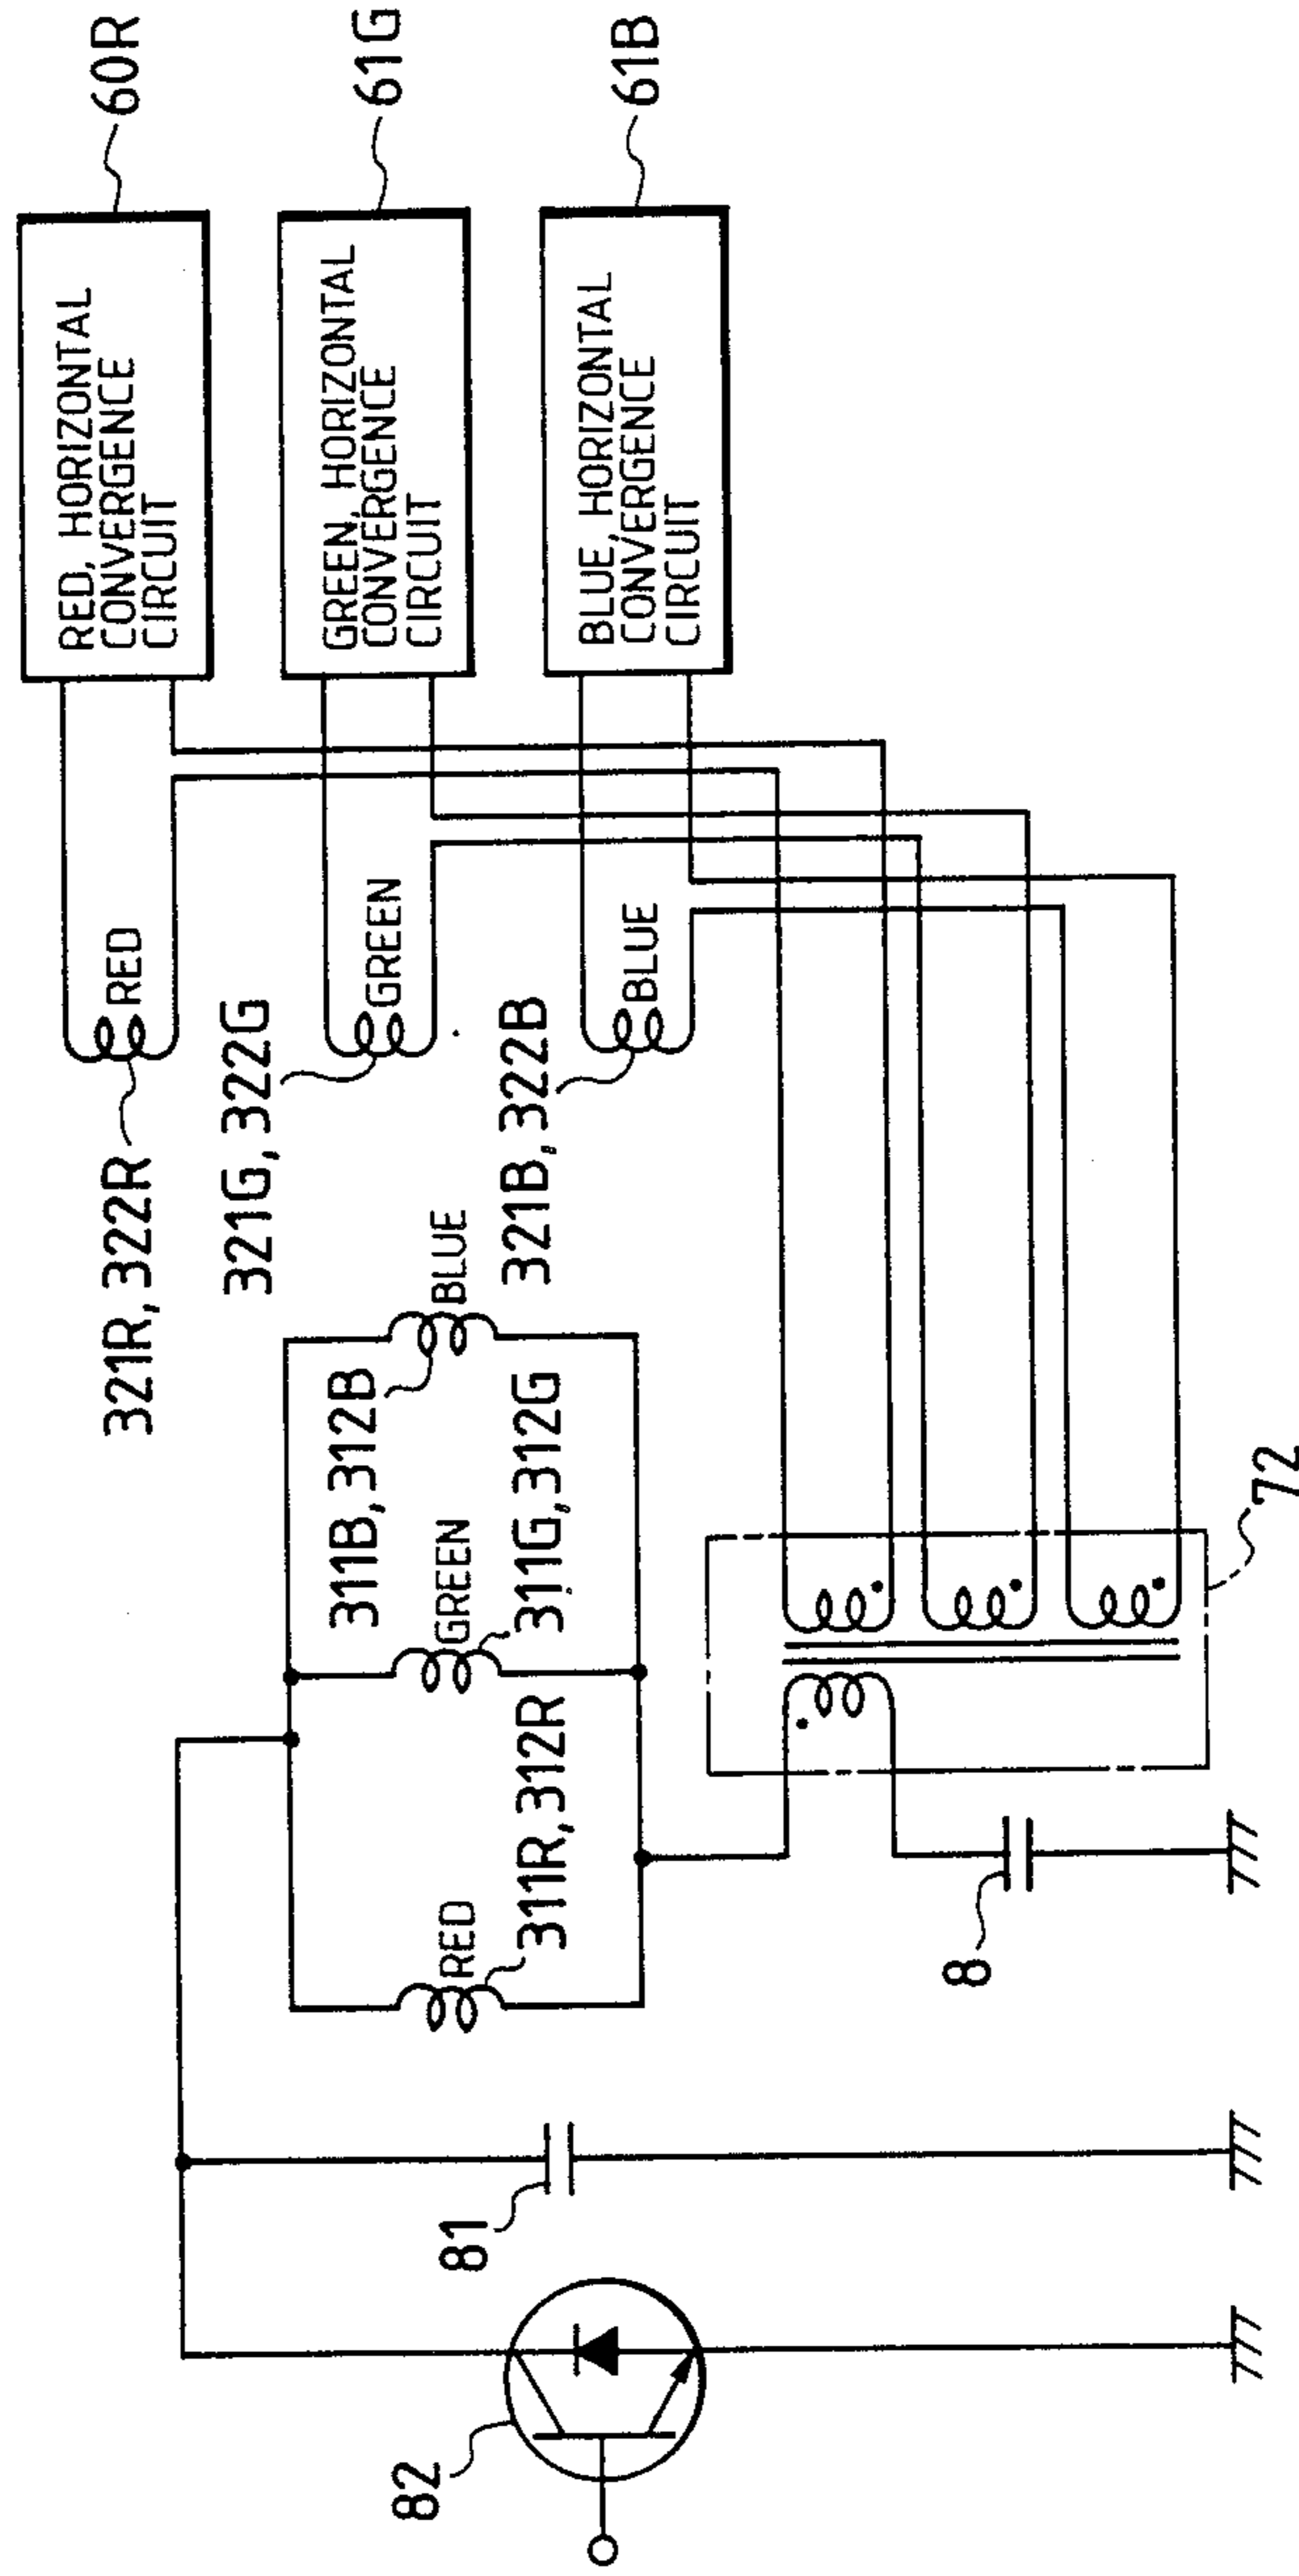 RED, HORIZONTAL
CONVERGENCE
CIRCUIT
60R
GREEN, HORIZONTAL
CONVERGENCE
CIRCUIT
61G
BLUE, HORIZONTAL
CONVERGENCE
CIRCUIT
61B
RED
321R, 322R
GREEN
321G, 322G
BLUE
321B, 322B
BLUE
311B, 312B
GREEN
311G, 312G
RED
311R, 312R
72
8
81
82